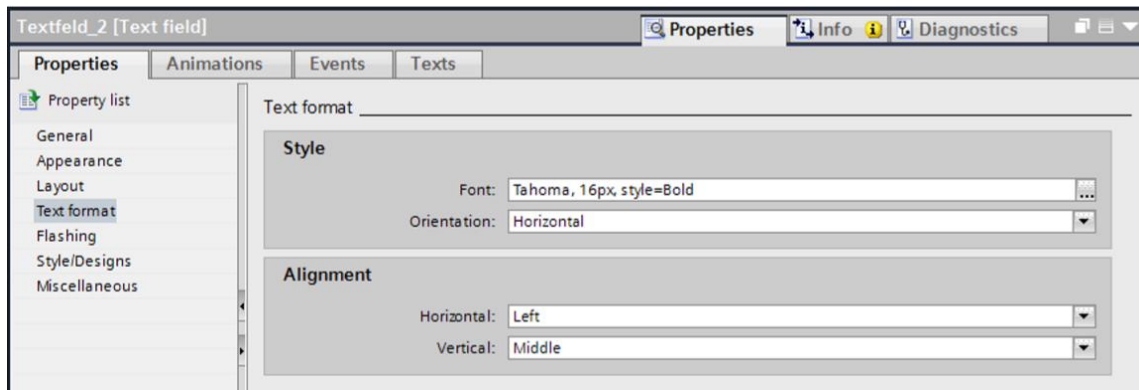 Textfeld_2 [Text field]
Properties Info Diagnostics
Properties Animations Events Texts
Property list
General
Appearance
Layout
Text format
Flashing
Style/Designs
Miscellaneous
Text format
Style
Font: Tahoma, 16px, style=Bold ...
Orientation: Horizontal
Alignment
Horizontal: Left
Vertical: Middle